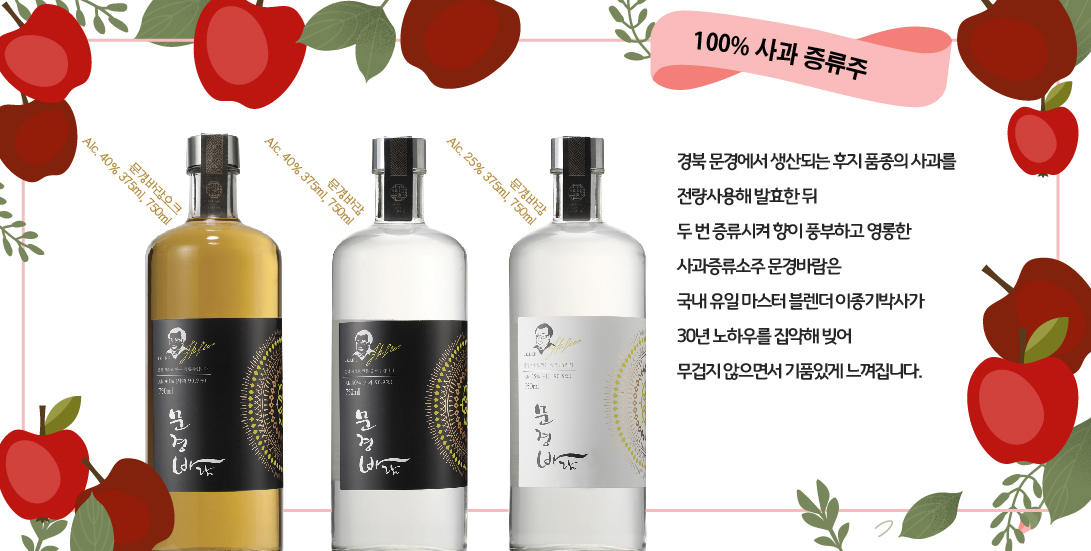 100% 사과 증류주
문경바람오크
Alc. 40% 375ml, 750ml
문경바람
Alc. 40% 375ml, 750ml
문경바람
Alc. 25% 375ml, 750ml
경북 문경에서 생산되는 후지 품종의 사과를
전량사용해 발효한 뒤
두 번 증류시켜 향이 풍부하고 영롱한
사과증류소주 문경바람은
국내 유일 마스터 블렌더 이종기박사가
30년 노하우를 집약해 빚어
무겁지 않으면서 기품있게 느껴집니다.
750ml
문
경
바람
750ml
문
경
바람
문
경
바람